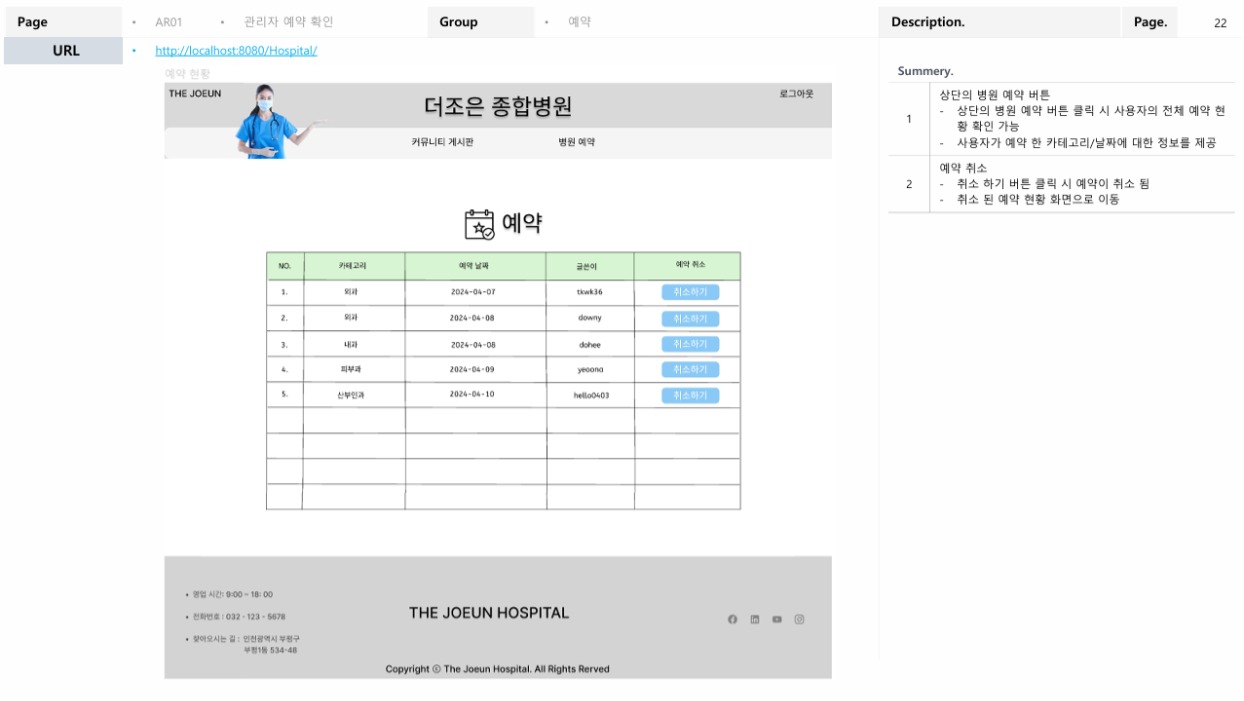 Page • AR01 • 관리자 예약 확인 Group • 예약 Description. Page. 22
URL • http://localhost:8080/Hospital/
예약 현황
THE JOEUN
더조은 종합병원
로그아웃
커뮤니티 게시판 병원 예약
예약
NO. 카테고리 예약 날짜 글쓴이 예약 취소
1. 외과 2024-04-07 tkwk36 취소하기
2. 외과 2024-04-08 downy 취소하기
3. 내과 2024-04-08 dohee 취소하기
4. 피부과 2024-04-09 yeoono 취소하기
5. 산부인과 2024-04-10 hello0403 취소하기
• 영업 시간: 9:00 ~ 18: 00
• 전화번호 : 032 - 123 - 5678
• 찾아오시는 길 : 인천광역시 부평구
부평1동 534-48
THE JOEUN HOSPITAL
Copyright ⓒ The Joeun Hospital. All Rights Rerved
Summery.
1
상단의 병원 예약 버튼
- 상단의 병원 예약 버튼 클릭 시 사용자의 전체 예약 현
황 확인 가능
- 사용자가 예약 한 카테고리/날짜에 대한 정보를 제공
2
예약 취소
- 취소 하기 버튼 클릭 시 예약이 취소 됨
- 취소 된 예약 현황 화면으로 이동